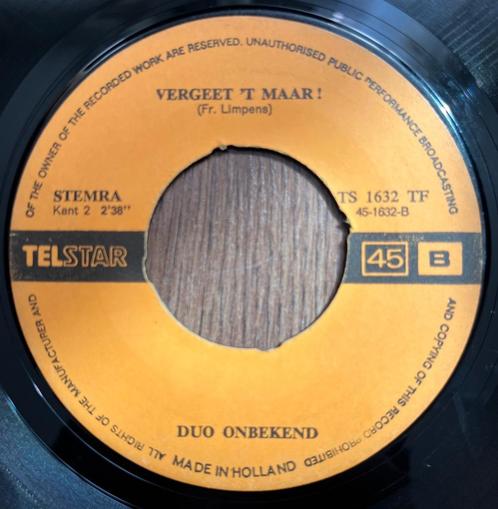 ALL RIGHTS OF THE MANUFACTURER AND OF THE OWNER OF THE RECORDED WORK ARE RESERVED. UNAUTHORISED PUBLIC PERFORMANCE BROADCASTING AND COPYING OF THIS RECORD PROHIBITED
VERGEET 'T MAAR!
(Fr. Limpens)
STEMRA
Kant 2 2'38"
TS 1632 TF
45-1632-B
TELSTAR
45 B
DUO ONBEKEND
MADE IN HOLLAND